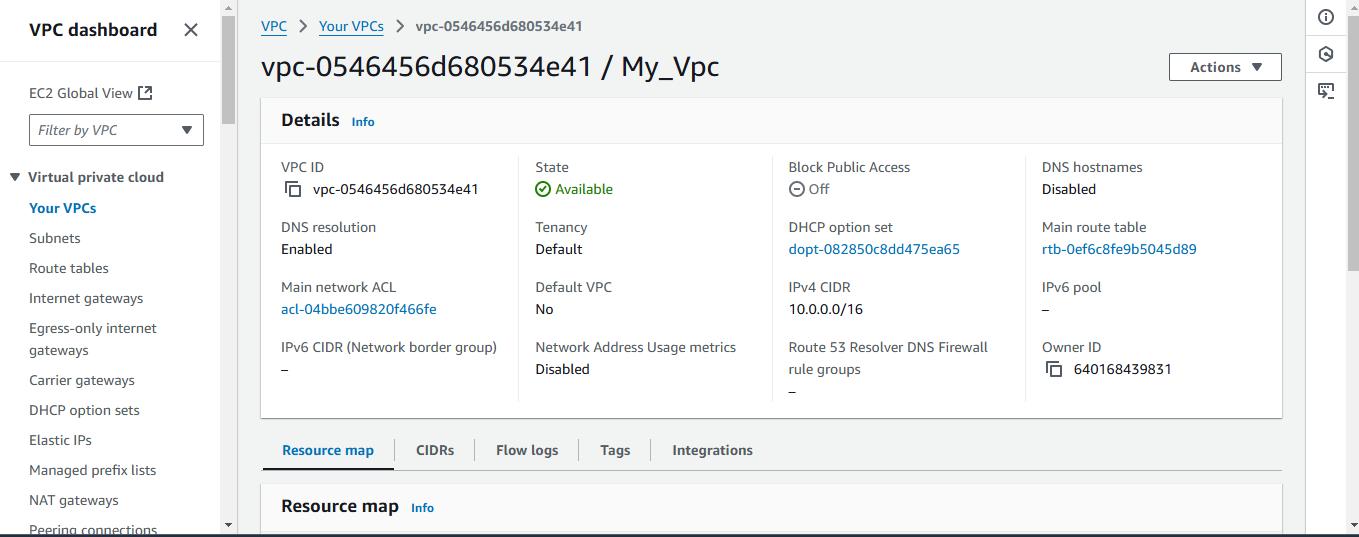 VPC dashboard
EC2 Global View
Filter by VPC
Virtual private cloud
Your VPCs
Subnets
Route tables
Internet gateways
Egress-only internet
gateways
Carrier gateways
DHCP option sets
Elastic IPs
Managed prefix lists
NAT gateways
Peering connections
VPC > Your VPCs > vpc-0546456d680534e41
vpc-0546456d680534e41 / My_Vpc
Actions
Details Info
VPC ID
vpc-0546456d680534e41
State
Available
Block Public Access
Off
DNS hostnames
Disabled
DNS resolution
Enabled
Tenancy
Default
DHCP option set
dopt-082850c8dd475ea65
Main route table
rtb-0ef6c8fe9b5045d89
Main network ACL
acl-04bbe609820f466fe
Default VPC
No
IPv4 CIDR
10.0.0.0/16
IPv6 pool
–
IPv6 CIDR (Network border group)
–
Network Address Usage metrics
Disabled
Route 53 Resolver DNS Firewall
rule groups
–
Owner ID
640168439831
Resource map
CIDRs
Flow logs
Tags
Integrations
Resource map Info